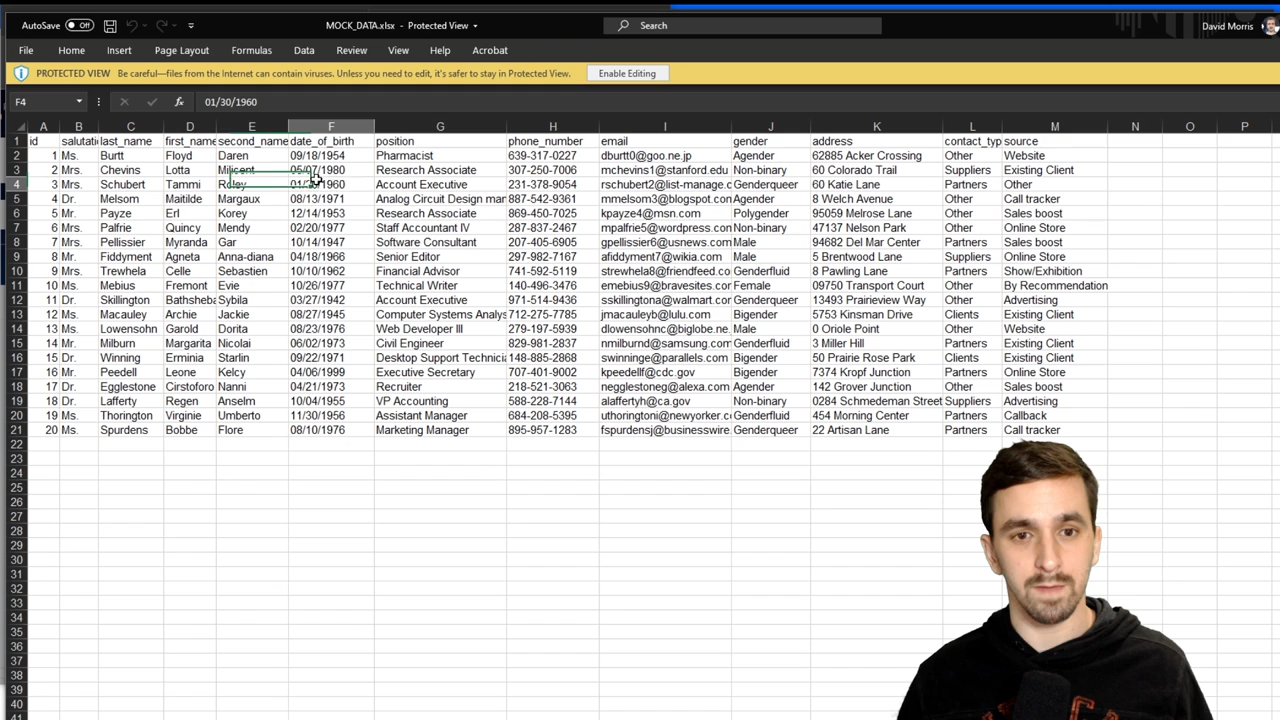 AutoSave Off MOCK_DATA.xlsx - Protected View Search David Morris
File Home Insert Page Layout Formulas Data Review View Help Acrobat
PROTECTED VIEW Be careful—files from the Internet can contain viruses. Unless you need to edit, it's safer to stay in Protected View. Enable Editing
F4 fx 01/30/1960
A B C D E F G H I J K L M N O P
1 id salutati last_name first_name second_name date_of_birth position phone_number email gender address contact_typ source
2 1 Ms. Burtt Floyd Daren 09/18/1954 Pharmacist 639-317-0227 dburtt0@goo.ne.jp Agender 62885 Acker Crossing Other Website
3 2 Mrs. Chevins Lotta Milicent 05/07/1980 Research Associate 307-250-7006 mchevins1@stanford.edu Male 60 Colorado Trail Suppliers Existing Client
4 3 Mrs. Schubert Tammi 1960 Account Executive 231-378-9054 rschubert2@list-manage.c Genderqueer 60 Katie Lane Partners Other
5 4 Dr. Melsom Maitilde Margaux 08/13/1971 Analog Circuit Design mar 887-542-9361 mmelsom3@blogspot.con Agender 8 Welch Avenue Other Call tracker
6 5 Mr. Payze Erl Korey 12/14/1953 Research Associate 869-450-7025 kpayze4@msn.com Polygender 95059 Melrose Lane Other Sales boost
7 6 Mrs. Palfrie Quincy Mendy 02/20/1977 Staff Accountant IV 287-837-2467 mpalfrie5@wordpress.con Non-binary 47137 Nelson Park Other Online Store
8 7 Mrs. Pellissier Myranda Gar 10/14/1947 Software Consultant 207-405-6905 gpellissier6@usnews.com Male 94682 Del Mar Center Partners Sales boost
9 8 Mr. Fiddyment Agneta Anna-diana 04/18/1966 Senior Editor 297-982-7167 afiddyment7@wikia.com Male 5 Brentwood Lane Suppliers Online Store
10 9 Mrs. Trewhela Celle Sebastien 10/10/1962 Financial Advisor 741-592-5119 strewhela8@friendfeed.co Genderfluid 8 Pawling Lane Partners Show/Exhibition
11 10 Ms. Mebius Fremont Evie 10/26/1977 Technical Writer 140-496-3476 emebius9@bravesites.com Female 09750 Transport Court Other By Recommendation
12 11 Dr. Skillington Bathsheba Sybila 03/27/1942 Account Executive 971-514-9436 sskillingtona@walmart.con Genderqueer 13493 Prairieview Way Other Advertising
13 12 Ms. Macauley Archie Jackie 08/27/1945 Computer Systems Analys 712-275-7785 jmacauleyb@lulu.com Bigender 5753 Kinsman Drive Clients Existing Client
14 13 Ms. Lowensohn Garold Dorita 08/23/1976 Web Developer III 279-197-5939 dlowensohnc@biglobe.ne. Male 0 Oriole Point Other Website
15 14 Mr. Milburn Margarita Nicolai 06/02/1973 Civil Engineer 829-981-2837 nmilburnd@samsung.com Genderfluid 3 Miller Hill Partners Existing Client
16 15 Dr. Winning Erminia Starlin 09/22/1971 Desktop Support Technicia 148-885-2868 swinninge@parallels.com Bigender 50 Prairie Rose Park Clients Existing Client
17 16 Mr. Peedell Leone Kelcy 04/06/1999 Executive Secretary 707-401-9002 kpeedellf@cdc.gov Bigender 7374 Kropf Junction Partners Online Store
18 17 Dr. Egglestone Cirstoforo Nanni 04/21/1973 Recruiter 218-521-3063 negglestoneg@alexa.com Agender 142 Grover Junction Other Sales boost
19 18 Dr. Lafferty Regen Anselm 10/04/1955 VP Accounting 588-228-7144 alaffertyh@ca.gov Non-binary 0284 Schmedeman Street Suppliers Advertising
20 19 Ms. Thorington Virginie Umberto 11/30/1956 Assistant Manager 684-208-5395 uthoringtoni@newyorker.c Genderfluid 454 Morning Center Partners Callback
21 20 Ms. Spurdens Bobbe Flore 08/10/1976 Marketing Manager 895-957-1283 fspurdensj@businesswire. Genderqueer 22 Artisan Lane Partners Call tracker
22
23
24
25
26
27
28
29
30
31
32
33
34
35
36
37
38
39
40
41